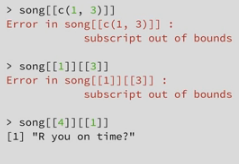 > song[[c(1, 3)]]
Error in song[[c(1, 3)]] :
subscript out of bounds
> song[[1]][[3]]
Error in song[[1]][[3]] :
subscript out of bounds
> song[[4]][[1]]
[1] "R you on time?"